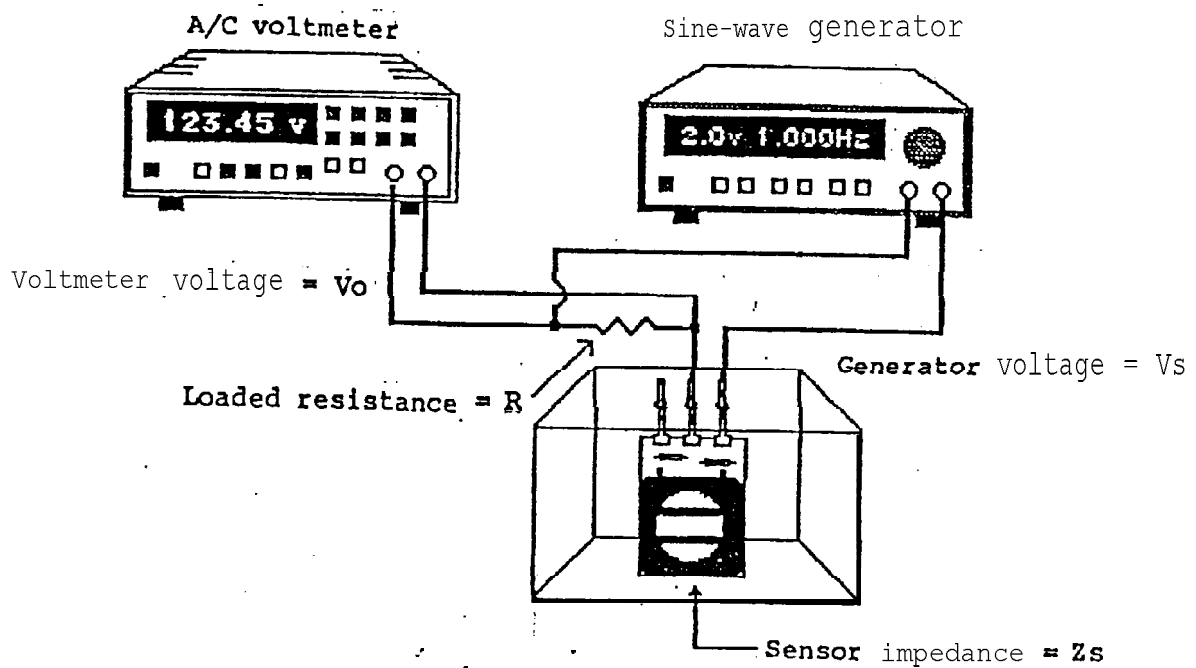 A/C voltmeter
Sine-wave generator
123.45 v
2.0v 1.000Hz
Voltmeter voltage = Vo
Generator voltage = Vs
Loaded resistance = R
Sensor impedance = Zs